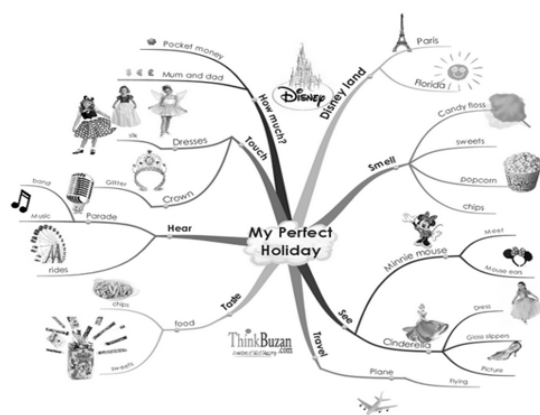 My Perfect
Holiday
Disney land
Paris
Florida
Smell
Candy floss
sweets
popcorn
chips
See
Minnie mouse
Meet
Mouse ears
Cinderella
Dress
Glass slippers
Picture
Travel
Plane
Flying
Taste
food
chips
sweets
Hear
Parade
band
Music
rides
Touch
Dresses
silk
Crown
Glitter
How much?
Pocket money
Mum and dad
Disney
ThinkBuzan
.com